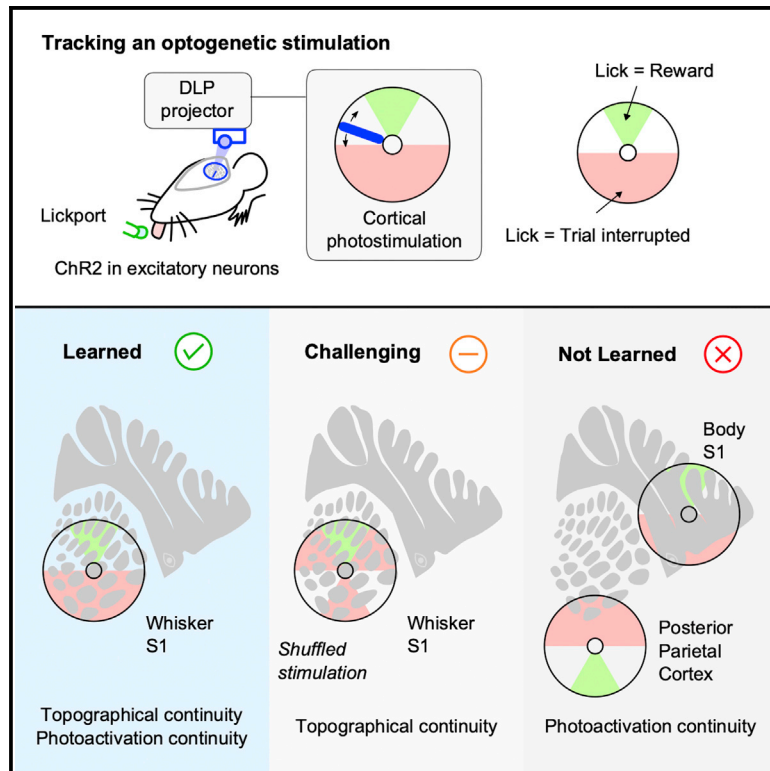 Tracking an optogenetic stimulation
DLP
projector
Lickport
ChR2 in excitatory neurons
Cortical
photostimulation
Lick = Reward
Lick = Trial interrupted
Learned
Whisker
S1
Topographical continuity
Photoactivation continuity
Challenging
Shuffled
stimulation
Whisker
S1
Topographical continuity
Not Learned
Body
S1
Posterior
Parietal
Cortex
Photoactivation continuity